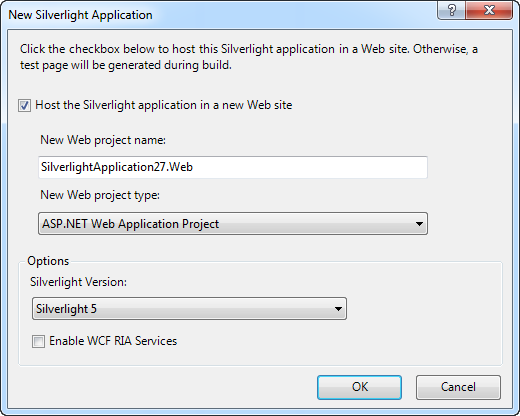 New Silverlight Application
?
Click the checkbox below to host this Silverlight application in a Web site. Otherwise, a
test page will be generated during build.
Host the Silverlight application in a new Web site
New Web project name:
SilverlightApplication27.Web
New Web project type:
ASP.NET Web Application Project
Options
Silverlight Version:
Silverlight 5
Enable WCF RIA Services
OK
Cancel